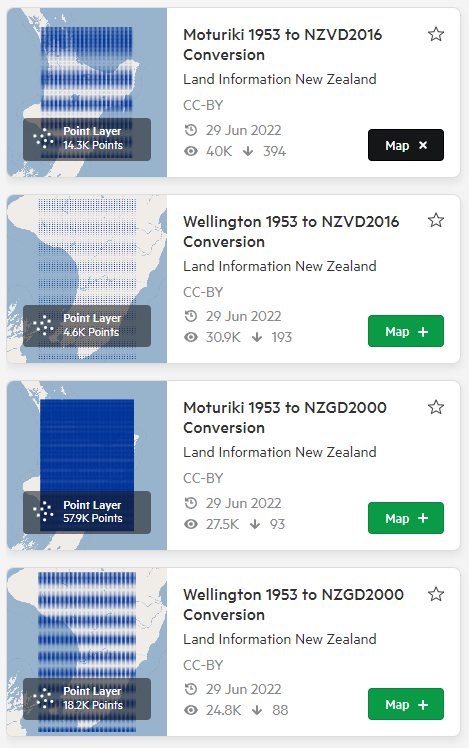 Moturiki 1953 to NZVD2016
Conversion
Land Information New Zealand
CC-BY
29 Jun 2022
40K 394
Point Layer
14.3K Points
Map ×
Wellington 1953 to NZVD2016
Conversion
Land Information New Zealand
CC-BY
29 Jun 2022
30.9K 193
Point Layer
4.6K Points
Map +
Moturiki 1953 to NZGD2000
Conversion
Land Information New Zealand
CC-BY
29 Jun 2022
27.5K 93
Point Layer
57.9K Points
Map +
Wellington 1953 to NZGD2000
Conversion
Land Information New Zealand
CC-BY
29 Jun 2022
24.8K 88
Point Layer
18.2K Points
Map +